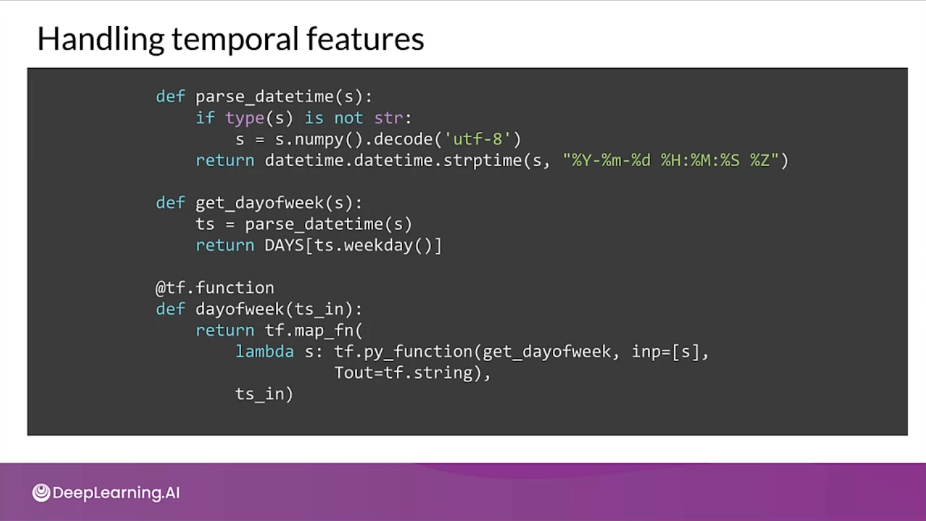 Handling temporal features
def parse_datetime(s):
    if type(s) is not str:
        s = s.numpy().decode('utf-8')
    return datetime.datetime.strptime(s, "%Y-%m-%d %H:%M:%S %Z")
def get_dayofweek(s):
    ts = parse_datetime(s)
    return DAYS[ts.weekday()]
@tf.function
def dayofweek(ts_in):
    return tf.map_fn(
        lambda s: tf.py_function(get_dayofweek, inp=[s],
                  Tout=tf.string),
        ts_in)
DeepLearning.AI